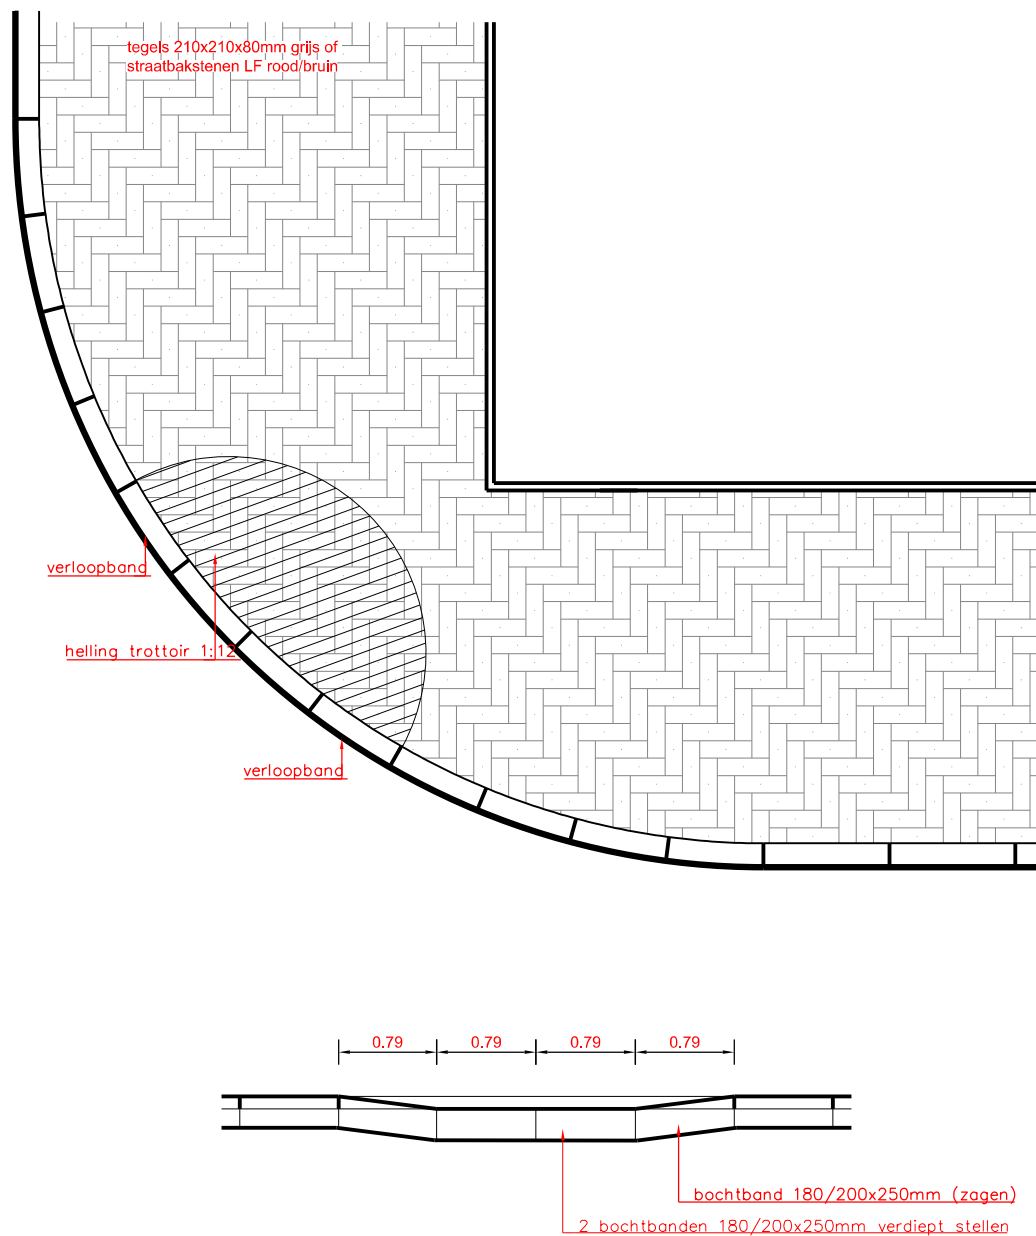 tegels 210x210x80mm grijs of
straatbakstenen LF rood/bruin
verloopband
helling trottoir 1:12
verloopband
0.79 0.79 0.79 0.79
bochtband 180/200x250mm (zagen)
2 bochtbanden 180/200x250mm verdiept stellen